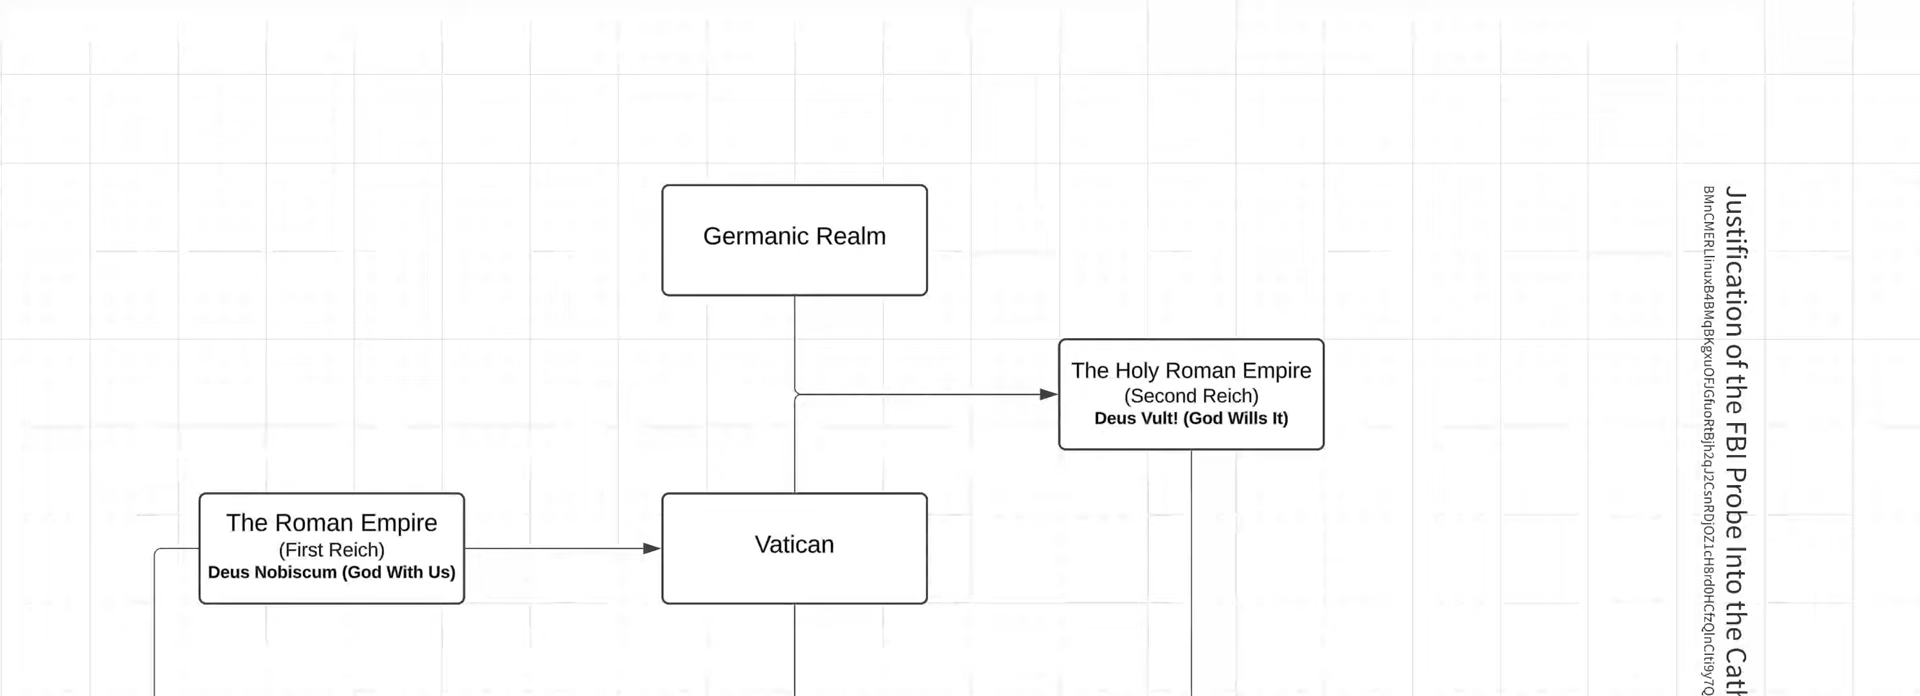 Germanic Realm
The Holy Roman Empire
(Second Reich)
Deus Vult! (God Wills It)
The Roman Empire
(First Reich)
Deus Nobiscum (God With Us)
Vatican
Justification of the FBI Probe Into the